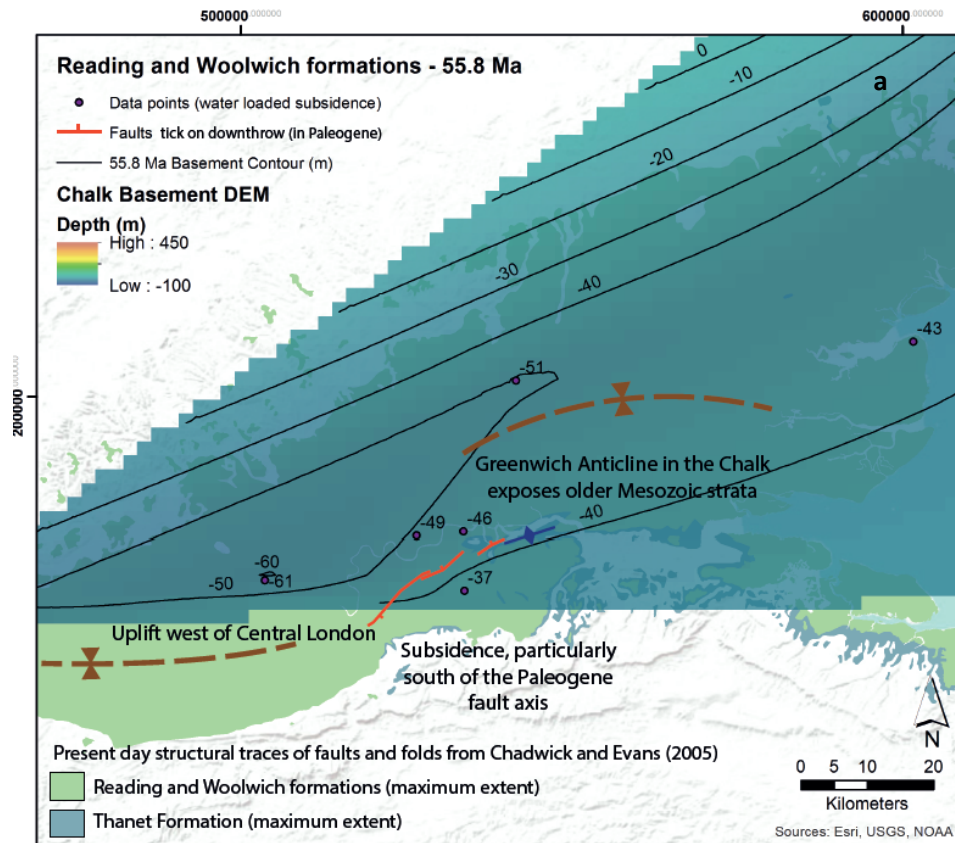 500000
.000000
600000
.000000
Reading and Woolwich formations - 55.8 Ma
Data points (water loaded subsidence)
Faults tick on downthrow (in Paleogene)
55.8 Ma Basement Contour (m)
Chalk Basement DEM
Depth (m)
High : 450
Low : -100
0
-10
a
-20
-30
-40
-43
200000
.000000
-51
Greenwich Anticline in the Chalk
exposes older Mesozoic strata
-49
-46
-40
-60
-61
-50
-37
Uplift west of Central London
Subsidence, particularly
south of the Paleogene
fault axis
N
Present day structural traces of faults and folds from Chadwick and Evans (2005)
Reading and Woolwich formations (maximum extent)
Thanet Formation (maximum extent)
0 5 10 20
Kilometers
Sources: Esri, USGS, NOAA